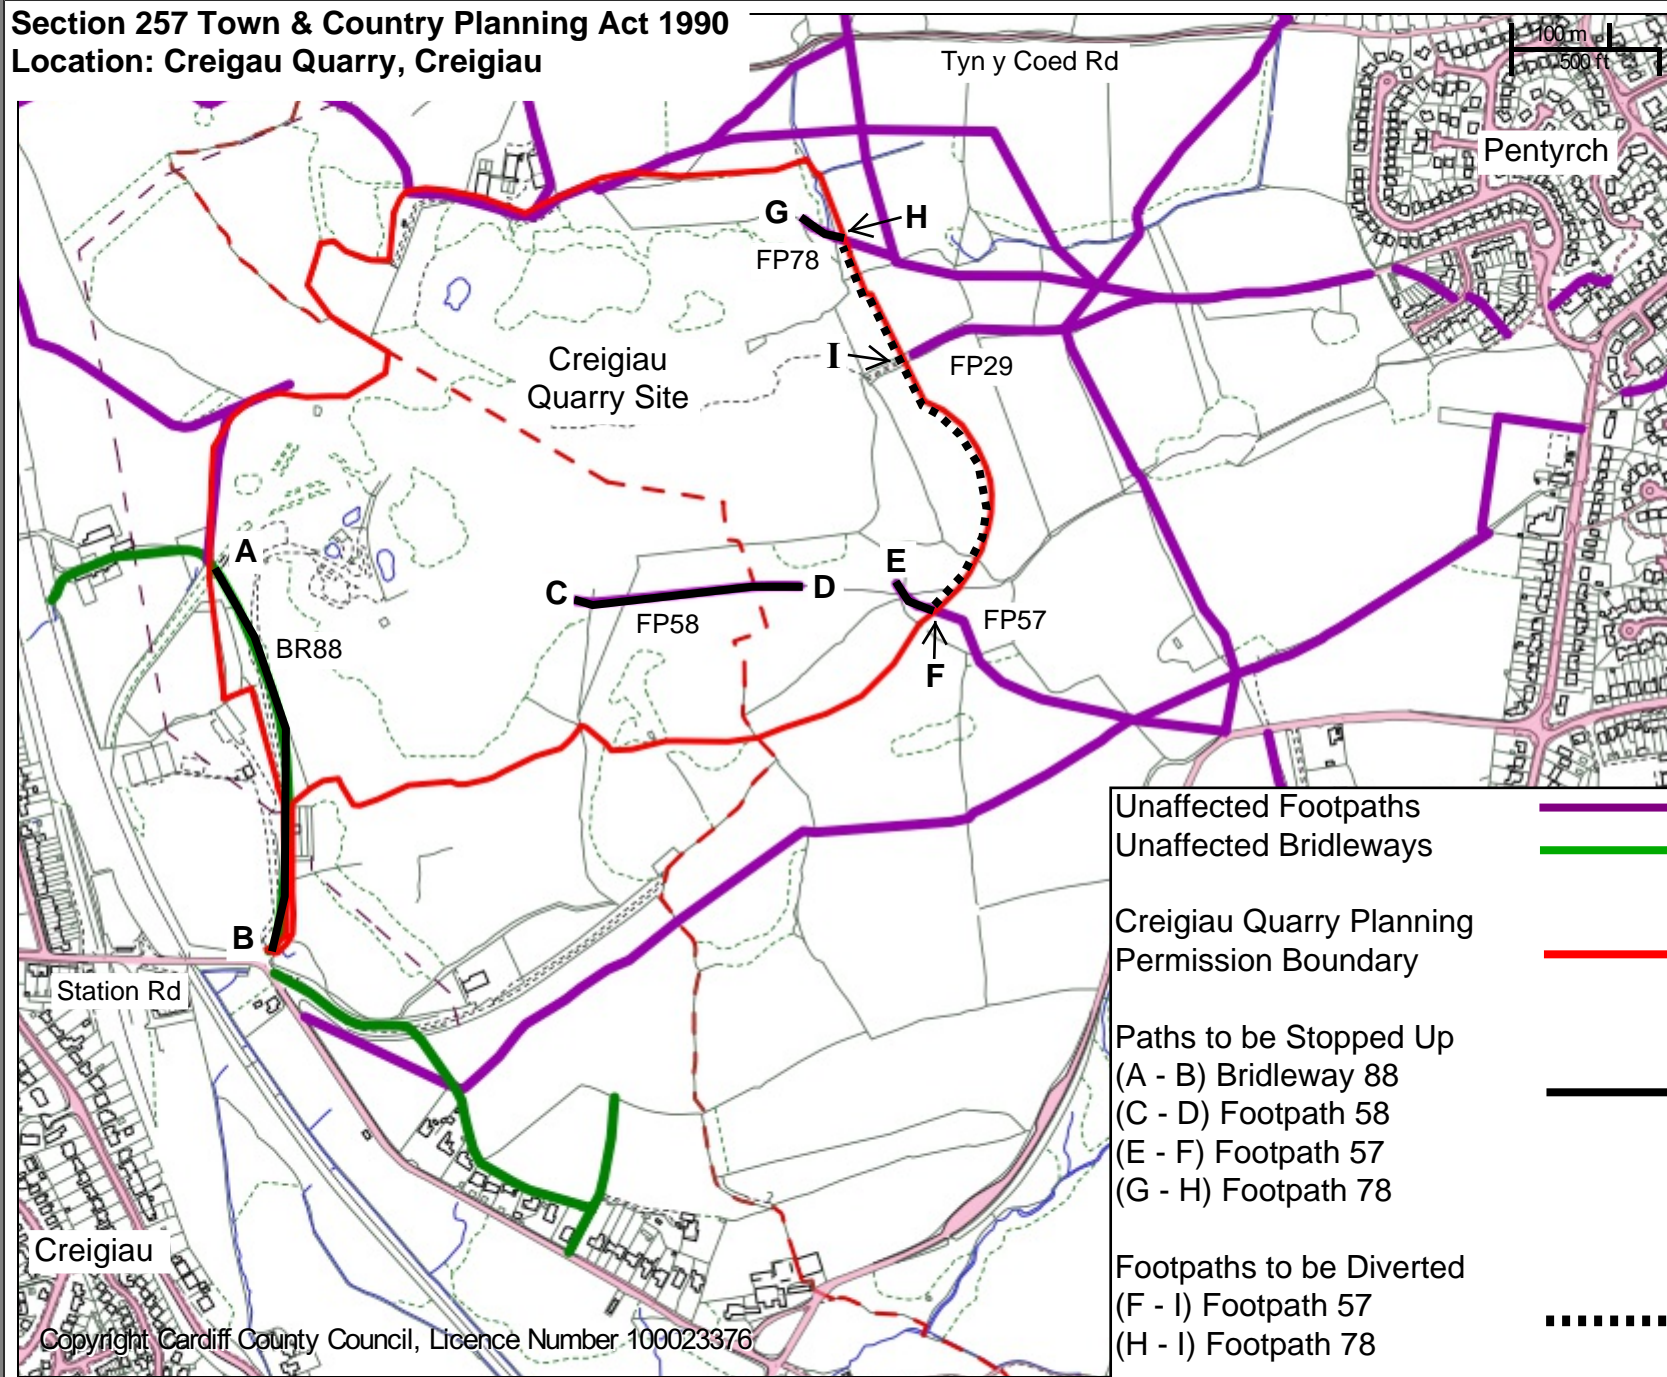 Section 257 Town & Country Planning Act 1990
Location: Creigau Quarry, Creigiau
Tyn y Coed Rd
100 m
500 ft
Pentyrch
G
H
FP78
I
FP29
Creigiau
Quarry Site
A
BR88
C
D
FP58
E
FP57
F
B
Station Rd
Creigiau
Unaffected Footpaths
Unaffected Bridleways
Creigiau Quarry Planning
Permission Boundary
Paths to be Stopped Up
(A - B) Bridleway 88
(C - D) Footpath 58
(E - F) Footpath 57
(G - H) Footpath 78
Footpaths to be Diverted
(F - I) Footpath 57
(H - I) Footpath 78
Copyright Cardiff County Council, Licence Number 100023376